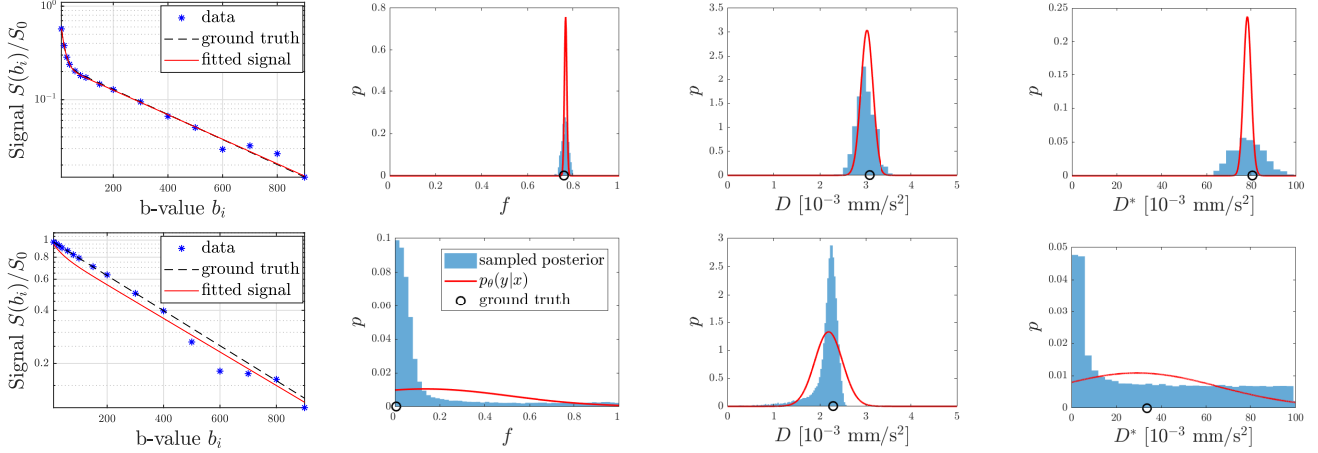 Signal S(b_i)/S_0
10^0
10^{-1}
data
ground truth
fitted signal
200 400 600 800
b-value b_i
p
0.8
0.6
0.4
0.2
0
0 0.2 0.4 0.6 0.8 1
f
p
3.5
3
2.5
2
1.5
1
0.5
0
0 1 2 3 4 5
D [10^{-3} mm/s^2]
p
0.25
0.20
0.15
0.10
0.05
0
0 20 40 60 80 100
D* [10^{-3} mm/s^2]
Signal S(b_i)/S_0
1
0.8
0.6
0.4
0.2
data
ground truth
fitted signal
200 400 600 800
b-value b_i
p
0.1
0.08
0.06
0.04
0.02
0
sampled posterior
p_θ(y|x)
ground truth
0 0.2 0.4 0.6 0.8 1
f
p
3
2.5
2
1.5
1
0.5
0
0 1 2 3 4 5
D [10^{-3} mm/s^2]
p
0.05
0.04
0.03
0.02
0.01
0
0 20 40 60 80 100
D* [10^{-3} mm/s^2]